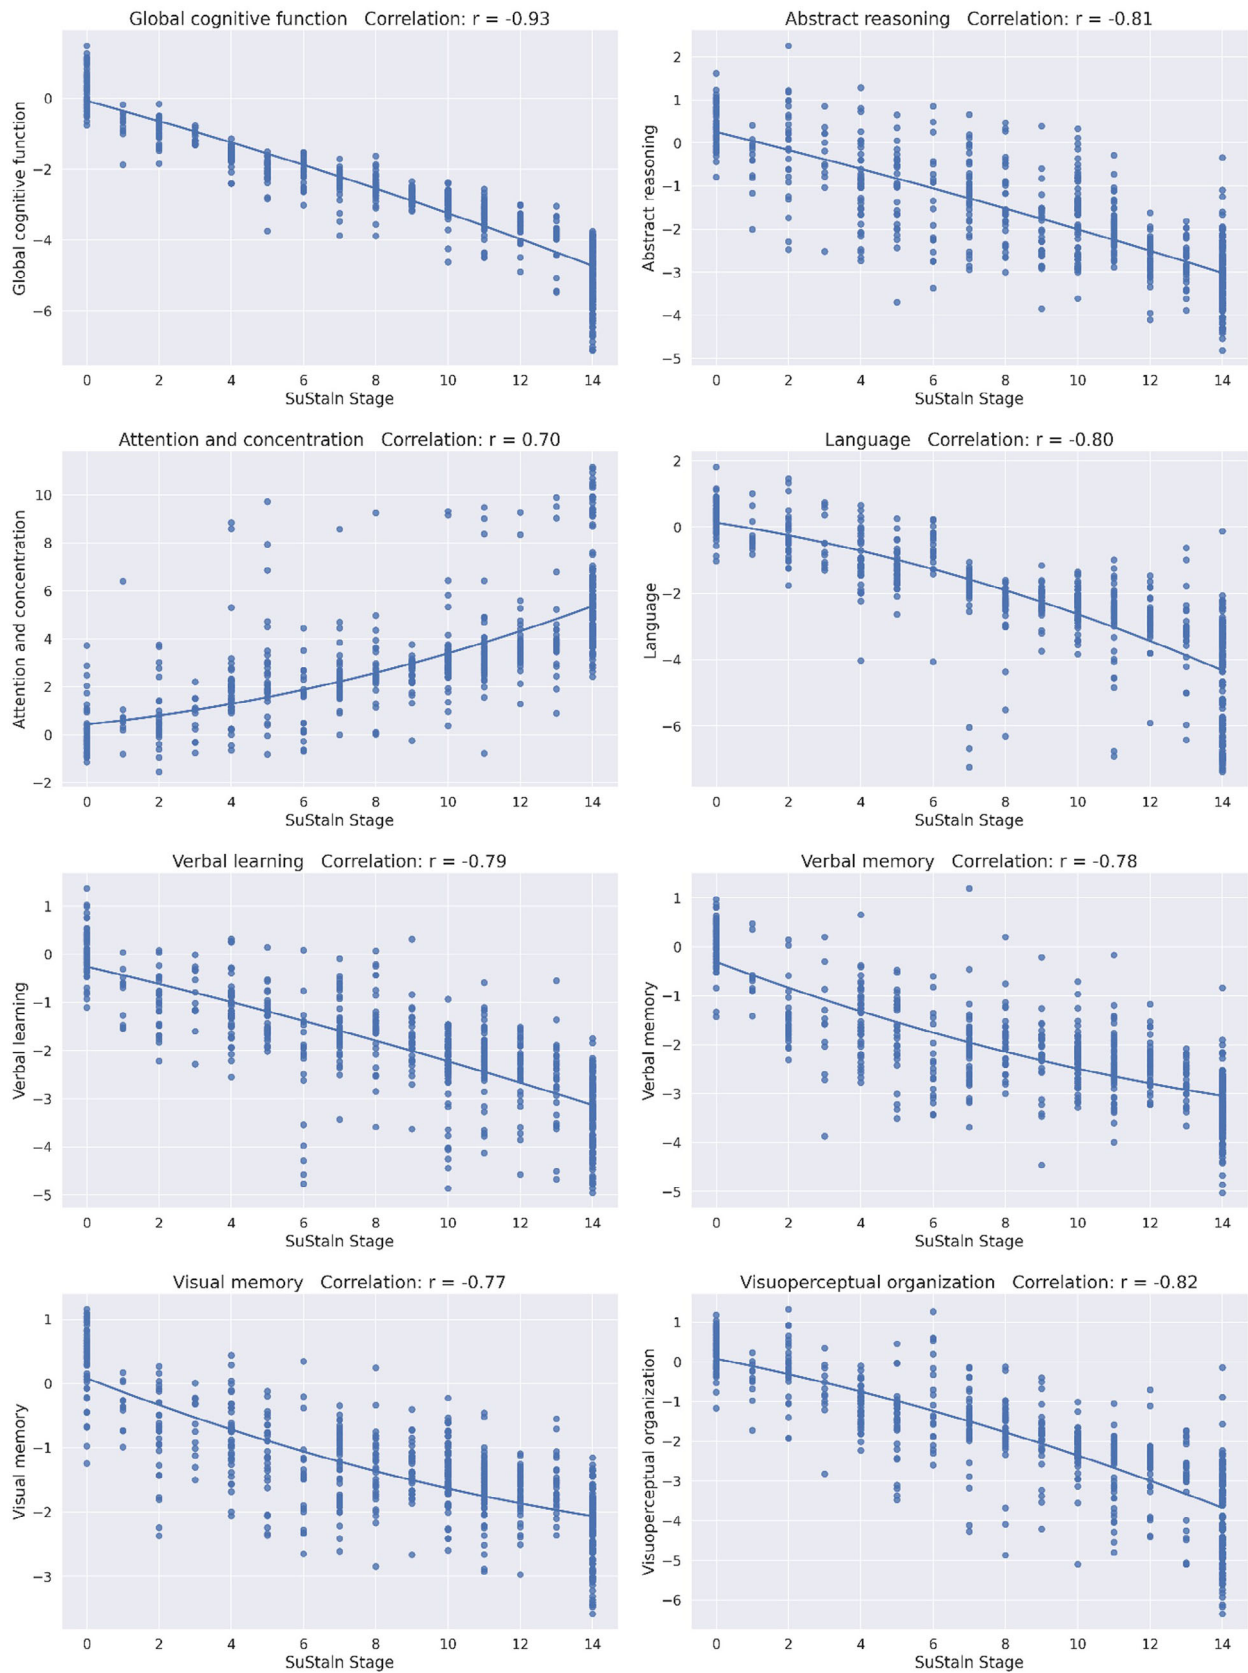 Global cognitive function   Correlation: r = -0.93
Global cognitive function
0
−2
−4
−6
0 2 4 6 8 10 12 14
SuStaIn Stage
Abstract reasoning   Correlation: r = -0.81
Abstract reasoning
2
1
0
−1
−2
−3
−4
−5
0 2 4 6 8 10 12 14
SuStaIn Stage
Attention and concentration   Correlation: r = 0.70
Attention and concentration
10
8
6
4
2
0
−2
0 2 4 6 8 10 12 14
SuStaIn Stage
Language   Correlation: r = -0.80
Language
2
0
−2
−4
−6
0 2 4 6 8 10 12 14
SuStaIn Stage
Verbal learning   Correlation: r = -0.79
Verbal learning
1
0
−1
−2
−3
−4
−5
0 2 4 6 8 10 12 14
SuStaIn Stage
Verbal memory   Correlation: r = -0.78
Verbal memory
1
0
−1
−2
−3
−4
−5
0 2 4 6 8 10 12 14
SuStaIn Stage
Visual memory   Correlation: r = -0.77
Visual memory
1
0
−1
−2
−3
0 2 4 6 8 10 12 14
SuStaIn Stage
Visuoperceptual organization   Correlation: r = -0.82
Visuoperceptual organization
1
0
−1
−2
−3
−4
−5
−6
0 2 4 6 8 10 12 14
SuStaIn Stage